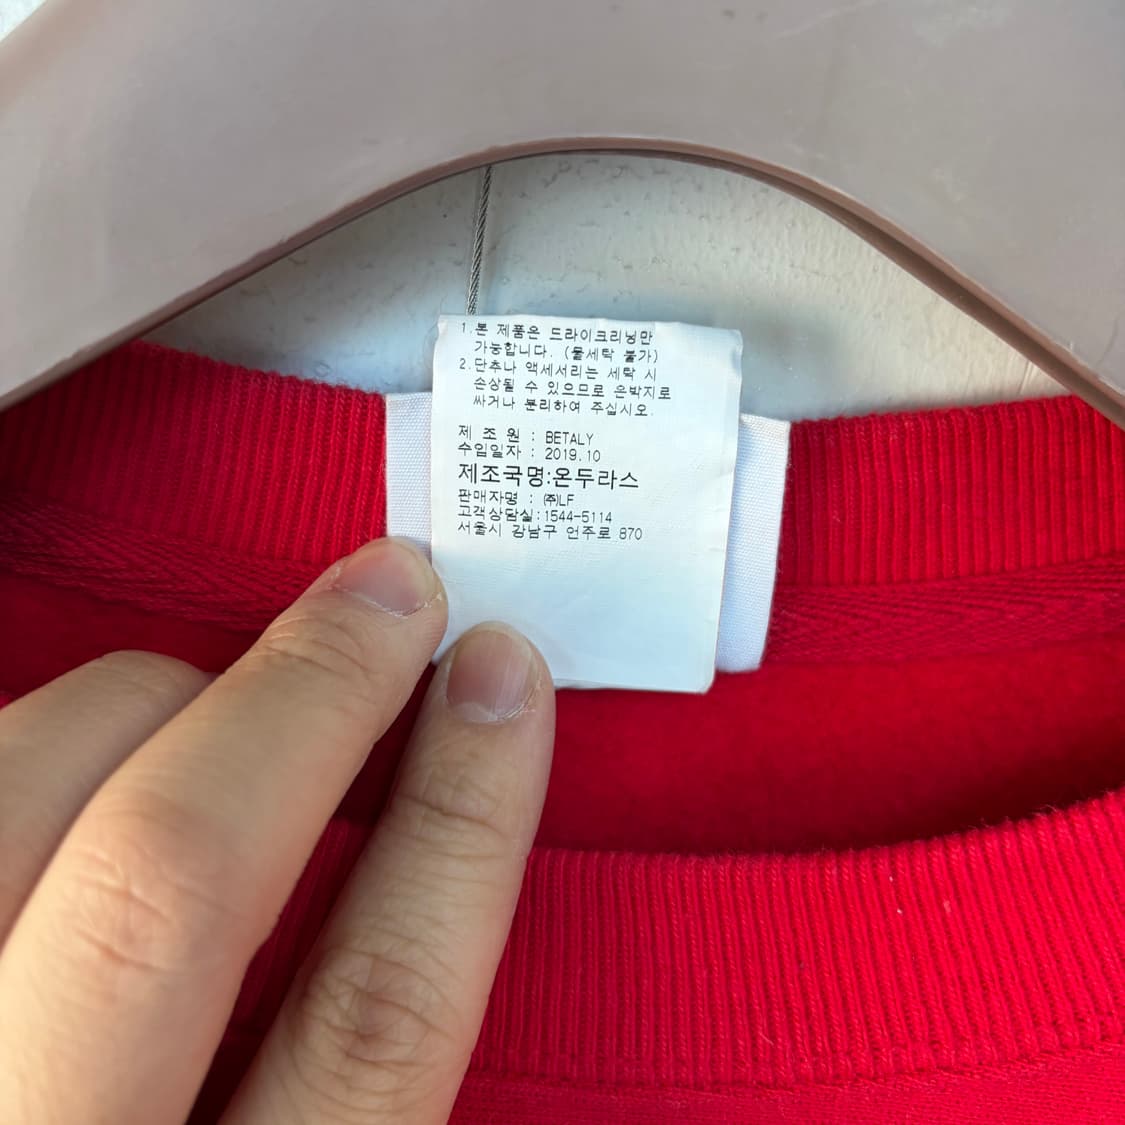 1.본 제품은 드라이크리닝만
가능합니다. (물세탁 불가)
2.단추나 액세서리는 세탁 시
손상될 수 있으므로 은박지로
싸거나 분리하여 주십시오.
제 조 원 : BETALY
수입일자 : 2019.10
제조국명:온두라스
판매자명 : ㈜LF
고객상담실:1544-5114
서울시 강남구 언주로 870